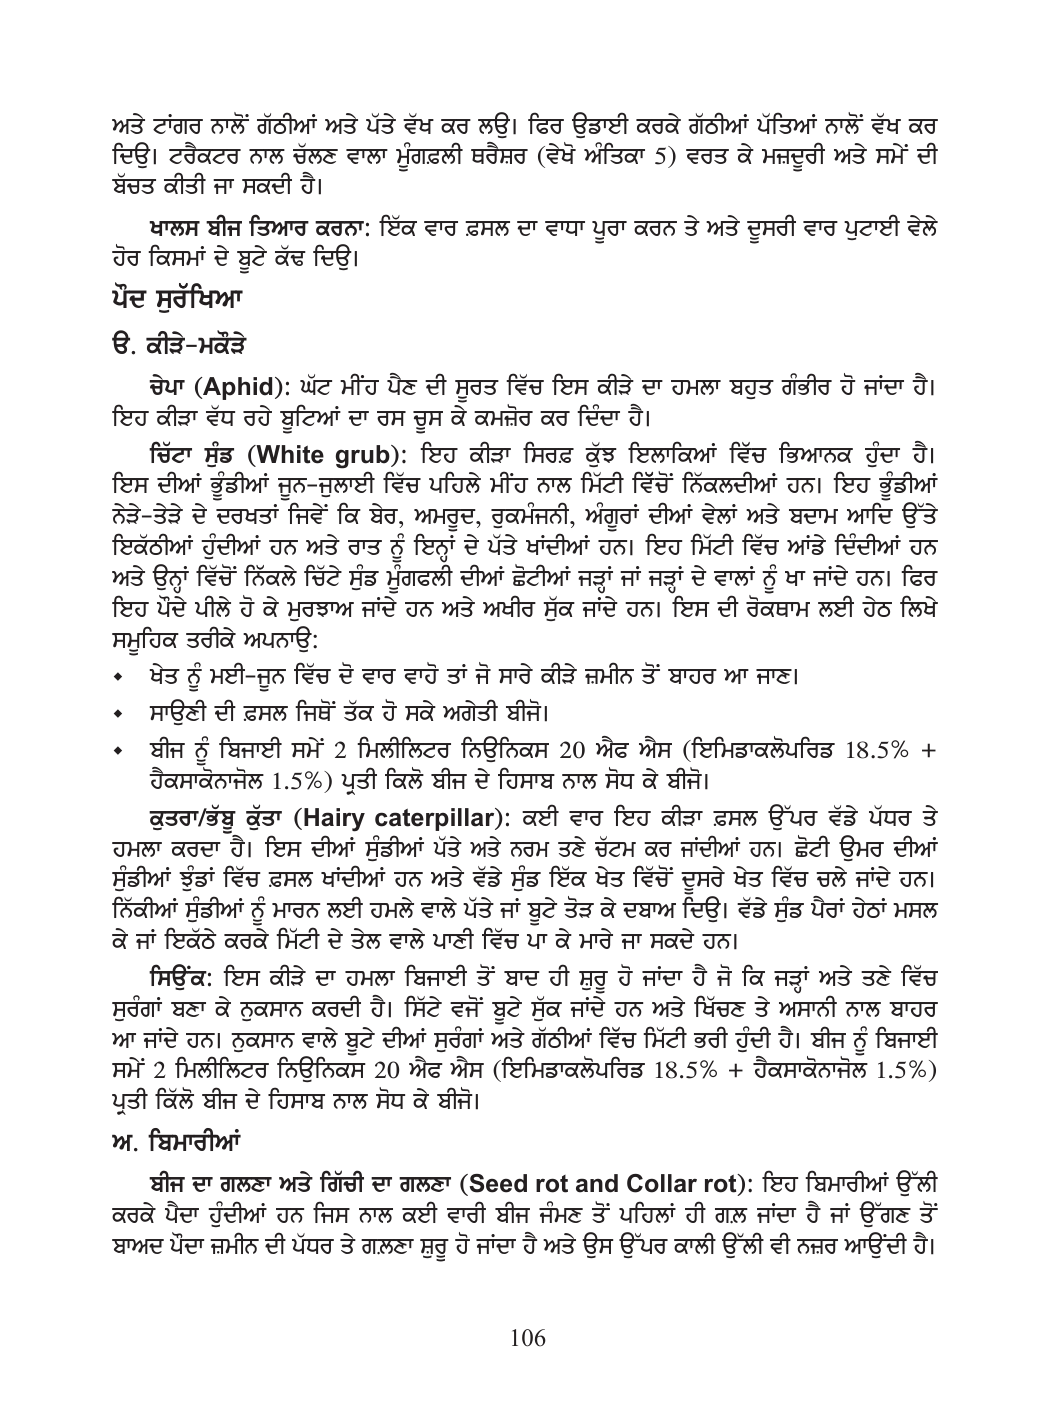 ਅਤੇ ਟਾਂਗਰ ਨਾਲੋਂ ਗੱਠੀਆਂ ਅਤੇ ਪੱਤੇ ਵੱਖ ਕਰ ਲਉ। ਫਿਰ ਉਡਾਈ ਕਰਕੇ ਗੱਠੀਆਂ ਪੱਤਿਆਂ ਨਾਲੋਂ ਵੱਖ ਕਰ
ਦਿਉ। ਟਰੈਕਟਰ ਨਾਲ ਚੱਲਣ ਵਾਲਾ ਮੂੰਗਫ਼ਲੀ ਥਰੈਸ਼ਰ (ਵੇਖੋ ਅੰਤਿਕਾ 5) ਵਰਤ ਕੇ ਮਜ਼ਦੂਰੀ ਅਤੇ ਸਮੇਂ ਦੀ
ਬੱਚਤ ਕੀਤੀ ਜਾ ਸਕਦੀ ਹੈ।
ਖਾਲਸ ਬੀਜ ਤਿਆਰ ਕਰਨਾ: ਇੱਕ ਵਾਰ ਫ਼ਸਲ ਦਾ ਵਾਧਾ ਪੂਰਾ ਕਰਨ ਤੇ ਅਤੇ ਦੂਸਰੀ ਵਾਰ ਪੁਟਾਈ ਵੇਲੇ
ਹੋਰ ਕਿਸਮਾਂ ਦੇ ਬੂਟੇ ਕੱਢ ਦਿਉ।
ਪੌਦ ਸੁਰੱਖਿਆ
ੳ. ਕੀੜੇ-ਮਕੌੜੇ
ਚੇਪਾ (Aphid): ਘੱਟ ਮੀਂਹ ਪੈਣ ਦੀ ਸੂਰਤ ਵਿੱਚ ਇਸ ਕੀੜੇ ਦਾ ਹਮਲਾ ਬਹੁਤ ਗੰਭੀਰ ਹੋ ਜਾਂਦਾ ਹੈ।
ਇਹ ਕੀੜਾ ਵੱਧ ਰਹੇ ਬੂਟਿਆਂ ਦਾ ਰਸ ਚੂਸ ਕੇ ਕਮਜ਼ੋਰ ਕਰ ਦਿੰਦਾ ਹੈ।
ਚਿੱਟਾ ਸੁੰਡ (White grub): ਇਹ ਕੀੜਾ ਸਿਰਫ਼ ਕੁੱਝ ਇਲਾਕਿਆਂ ਵਿੱਚ ਭਿਆਨਕ ਹੁੰਦਾ ਹੈ।
ਇਸ ਦੀਆਂ ਭੂੰਡੀਆਂ ਜੂਨ-ਜੁਲਾਈ ਵਿੱਚ ਪਹਿਲੇ ਮੀਂਹ ਨਾਲ ਮਿੱਟੀ ਵਿੱਚੋਂ ਨਿੱਕਲਦੀਆਂ ਹਨ। ਇਹ ਭੂੰਡੀਆਂ
ਨੇੜੇ-ਤੇੜੇ ਦੇ ਦਰਖਤਾਂ ਜਿਵੇਂ ਕਿ ਬੇਰ, ਅਮਰੂਦ, ਰੁਕਮੰਜਨੀ, ਅੰਗੂਰਾਂ ਦੀਆਂ ਵੇਲਾਂ ਅਤੇ ਬਦਾਮ ਆਦਿ ਉੱਤੇ
ਇਕੱਠੀਆਂ ਹੁੰਦੀਆਂ ਹਨ ਅਤੇ ਰਾਤ ਨੂੰ ਇਨ੍ਹਾਂ ਦੇ ਪੱਤੇ ਖਾਂਦੀਆਂ ਹਨ। ਇਹ ਮਿੱਟੀ ਵਿੱਚ ਆਂਡੇ ਦਿੰਦੀਆਂ ਹਨ
ਅਤੇ ਉਨ੍ਹਾਂ ਵਿੱਚੋਂ ਨਿੱਕਲੇ ਚਿੱਟੇ ਸੁੰਡ ਮੂੰਗਫਲੀ ਦੀਆਂ ਛੋਟੀਆਂ ਜੜ੍ਹਾਂ ਜਾਂ ਜੜ੍ਹਾਂ ਦੇ ਵਾਲਾਂ ਨੂੰ ਖਾ ਜਾਂਦੇ ਹਨ। ਫਿਰ
ਇਹ ਪੌਦੇ ਪੀਲੇ ਹੋ ਕੇ ਮੁਰਝਾਅ ਜਾਂਦੇ ਹਨ ਅਤੇ ਅਖੀਰ ਸੁੱਕ ਜਾਂਦੇ ਹਨ। ਇਸ ਦੀ ਰੋਕਥਾਮ ਲਈ ਹੇਠ ਲਿਖੇ
ਸਮੂਹਿਕ ਤਰੀਕੇ ਅਪਨਾਉ:
⬥ ਖੇਤ ਨੂੰ ਮਈ-ਜੂਨ ਵਿੱਚ ਦੋ ਵਾਰ ਵਾਹੋ ਤਾਂ ਜੋ ਸਾਰੇ ਕੀੜੇ ਜ਼ਮੀਨ ਤੋਂ ਬਾਹਰ ਆ ਜਾਣ।
⬥ ਸਾਉਣੀ ਦੀ ਫ਼ਸਲ ਜਿਥੋਂ ਤੱਕ ਹੋ ਸਕੇ ਅਗੇਤੀ ਬੀਜੋ।
⬥ ਬੀਜ ਨੂੰ ਬਿਜਾਈ ਸਮੇਂ 2 ਮਿਲੀਲਿਟਰ ਨਿਉਨਿਕਸ 20 ਐਫ ਐਸ (ਇਮਿਡਾਕਲੋਪਰਿਡ 18.5% +
ਹੈਕਸਾਕੋਨਾਜੋਲ 1.5%) ਪ੍ਰਤੀ ਕਿਲੋ ਬੀਜ ਦੇ ਹਿਸਾਬ ਨਾਲ ਸੋਧ ਕੇ ਬੀਜੋ।
ਕੁਤਰਾ/ਭੱਬੂ ਕੁੱਤਾ (Hairy caterpillar): ਕਈ ਵਾਰ ਇਹ ਕੀੜਾ ਫ਼ਸਲ ਉੱਪਰ ਵੱਡੇ ਪੱਧਰ ਤੇ
ਹਮਲਾ ਕਰਦਾ ਹੈ। ਇਸ ਦੀਆਂ ਸੁੰਡੀਆਂ ਪੱਤੇ ਅਤੇ ਨਰਮ ਤਣੇ ਚੱਟਮ ਕਰ ਜਾਂਦੀਆਂ ਹਨ। ਛੋਟੀ ਉਮਰ ਦੀਆਂ
ਸੁੰਡੀਆਂ ਝੁੰਡਾਂ ਵਿੱਚ ਫ਼ਸਲ ਖਾਂਦੀਆਂ ਹਨ ਅਤੇ ਵੱਡੇ ਸੁੰਡ ਇੱਕ ਖੇਤ ਵਿੱਚੋਂ ਦੂਸਰੇ ਖੇਤ ਵਿੱਚ ਚਲੇ ਜਾਂਦੇ ਹਨ।
ਨਿੱਕੀਆਂ ਸੁੰਡੀਆਂ ਨੂੰ ਮਾਰਨ ਲਈ ਹਮਲੇ ਵਾਲੇ ਪੱਤੇ ਜਾਂ ਬੂਟੇ ਤੋੜ ਕੇ ਦਬਾਅ ਦਿਉ। ਵੱਡੇ ਸੁੰਡ ਪੈਰਾਂ ਹੇਠਾਂ ਮਸਲ
ਕੇ ਜਾਂ ਇਕੱਠੇ ਕਰਕੇ ਮਿੱਟੀ ਦੇ ਤੇਲ ਵਾਲੇ ਪਾਣੀ ਵਿੱਚ ਪਾ ਕੇ ਮਾਰੇ ਜਾ ਸਕਦੇ ਹਨ।
ਸਿਉਂਕ: ਇਸ ਕੀੜੇ ਦਾ ਹਮਲਾ ਬਿਜਾਈ ਤੋਂ ਬਾਦ ਹੀ ਸ਼ੁਰੂ ਹੋ ਜਾਂਦਾ ਹੈ ਜੋ ਕਿ ਜੜ੍ਹਾਂ ਅਤੇ ਤਣੇ ਵਿੱਚ
ਸੁਰੰਗਾਂ ਬਣਾ ਕੇ ਨੁਕਸਾਨ ਕਰਦੀ ਹੈ। ਸਿੱਟੇ ਵਜੋਂ ਬੂਟੇ ਸੁੱਕ ਜਾਂਦੇ ਹਨ ਅਤੇ ਖਿੱਚਣ ਤੇ ਅਸਾਨੀ ਨਾਲ ਬਾਹਰ
ਆ ਜਾਂਦੇ ਹਨ। ਨੁਕਸਾਨ ਵਾਲੇ ਬੂਟੇ ਦੀਆਂ ਸੁਰੰਗਾਂ ਅਤੇ ਗੱਠੀਆਂ ਵਿੱਚ ਮਿੱਟੀ ਭਰੀ ਹੁੰਦੀ ਹੈ। ਬੀਜ ਨੂੰ ਬਿਜਾਈ
ਸਮੇਂ 2 ਮਿਲੀਲਿਟਰ ਨਿਉਨਿਕਸ 20 ਐਫ ਐਸ (ਇਮਿਡਾਕਲੋਪਰਿਡ 18.5% + ਹੈਕਸਾਕੋਨਾਜੋਲ 1.5%)
ਪ੍ਰਤੀ ਕਿੱਲੋ ਬੀਜ ਦੇ ਹਿਸਾਬ ਨਾਲ ਸੋਧ ਕੇ ਬੀਜੋ।
ਅ. ਬਿਮਾਰੀਆਂ
ਬੀਜ ਦਾ ਗਲਣਾ ਅਤੇ ਗਿੱਚੀ ਦਾ ਗਲਣਾ (Seed rot and Collar rot): ਇਹ ਬਿਮਾਰੀਆਂ ਉੱਲੀ
ਕਰਕੇ ਪੈਦਾ ਹੁੰਦੀਆਂ ਹਨ ਜਿਸ ਨਾਲ ਕਈ ਵਾਰੀ ਬੀਜ ਜੰਮਣ ਤੋਂ ਪਹਿਲਾਂ ਹੀ ਗਲ਼ ਜਾਂਦਾ ਹੈ ਜਾਂ ਉੱਗਣ ਤੋਂ
ਬਾਅਦ ਪੌਦਾ ਜ਼ਮੀਨ ਦੀ ਪੱਧਰ ਤੇ ਗਲ਼ਣਾ ਸ਼ੁਰੂ ਹੋ ਜਾਂਦਾ ਹੈ ਅਤੇ ਉਸ ਉੱਪਰ ਕਾਲੀ ਉੱਲੀ ਵੀ ਨਜ਼ਰ ਆਉਂਦੀ ਹੈ।
106